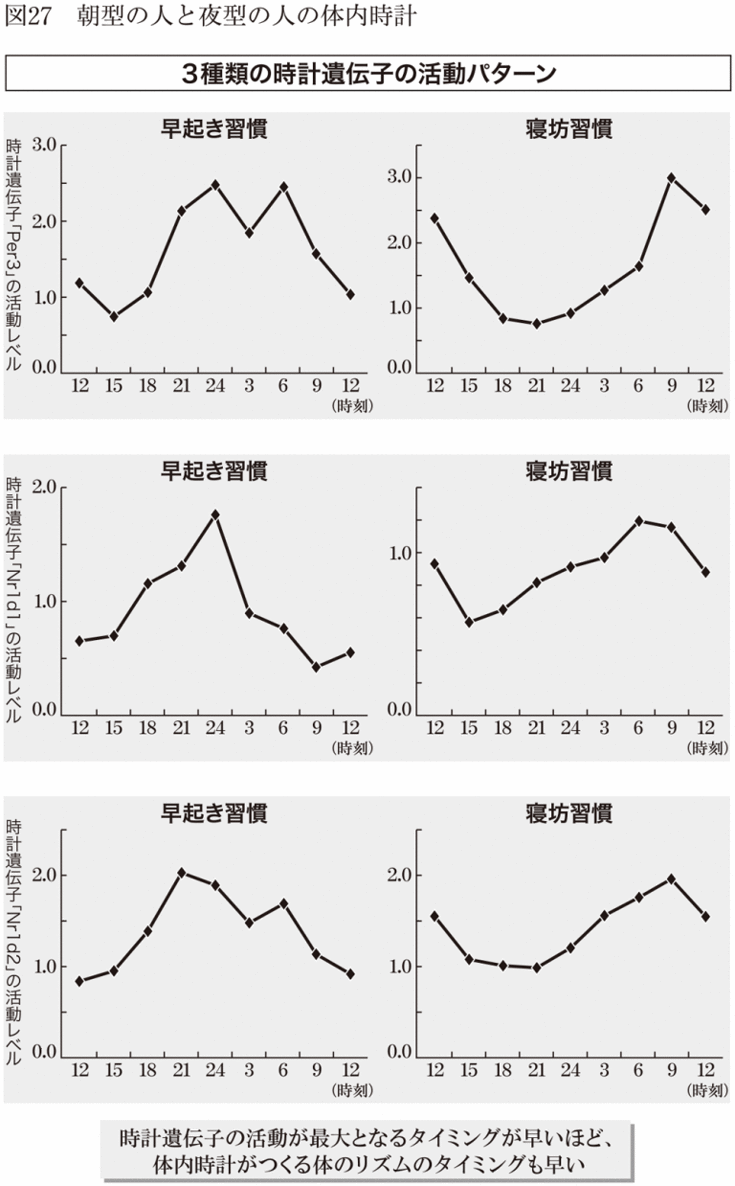 図27　朝型の人と夜型の人の体内時計
3種類の時計遺伝子の活動パターン
早起き習慣
時計遺伝子「Per3」の活動レベル
3.0
2.0
1.0
0.0
12 15 18 21 24 3 6 9 12
（時刻）
寝坊習慣
3.0
2.0
1.0
0.0
12 15 18 21 24 3 6 9 12
（時刻）
早起き習慣
時計遺伝子「Nr1d1」の活動レベル
2.0
1.0
0.0
12 15 18 21 24 3 6 9 12
（時刻）
寝坊習慣
1.0
0.0
12 15 18 21 24 3 6 9 12
（時刻）
早起き習慣
時計遺伝子「Nr1d2」の活動レベル
2.0
1.0
0.0
12 15 18 21 24 3 6 9 12
（時刻）
寝坊習慣
2.0
1.0
0.0
12 15 18 21 24 3 6 9 12
（時刻）
時計遺伝子の活動が最大となるタイミングが早いほど、
体内時計がつくる体のリズムのタイミングも早い